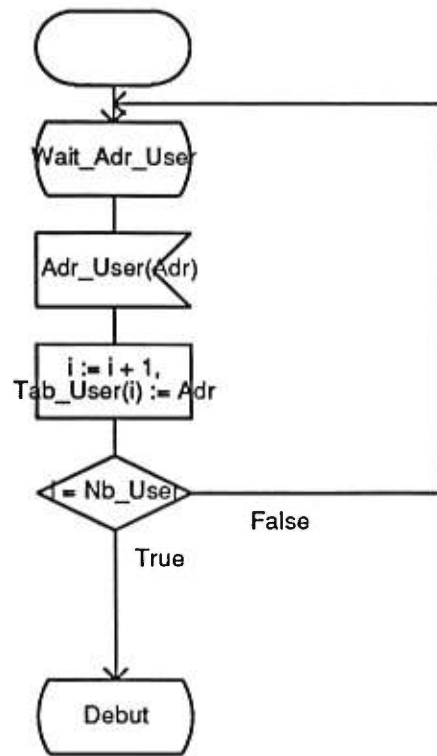 Wait_Adr_User
Adr_User(Adr)
i := i + 1,
Tab_User(i) := Adr
i = Nb_User
False
True
Debut